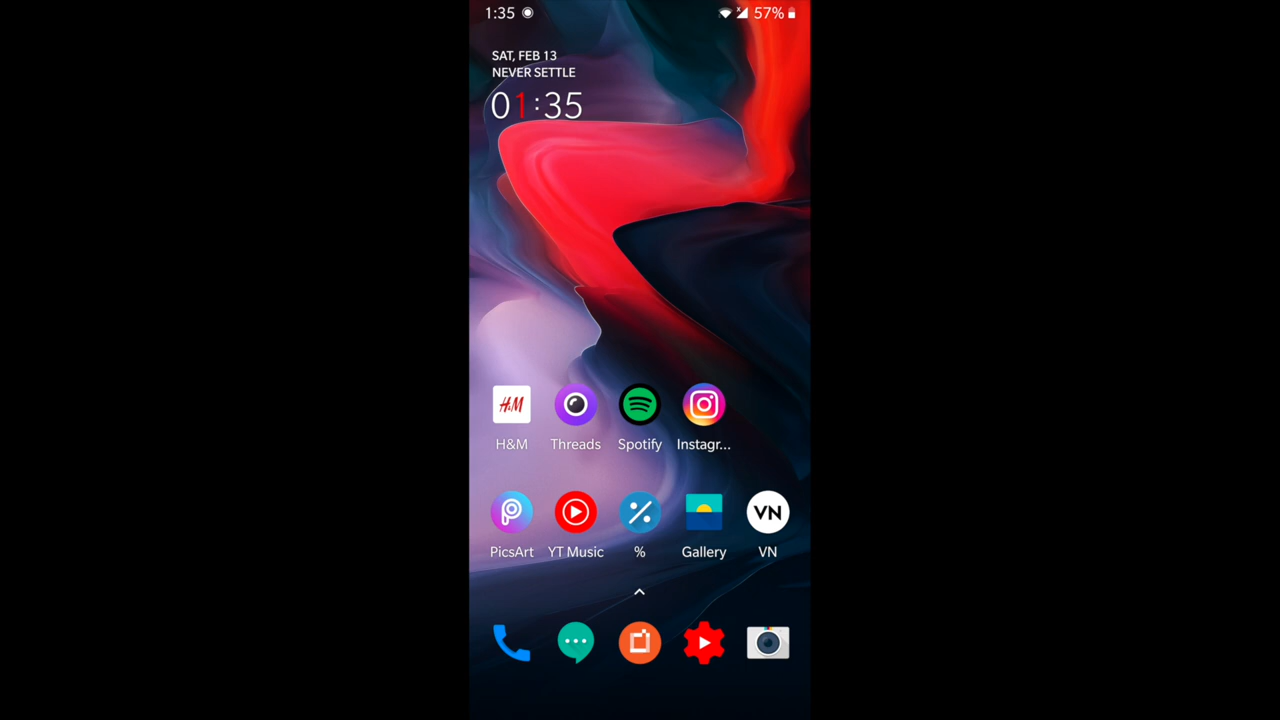 1:35
57%
SAT, FEB 13
NEVER SETTLE
01:35
H&M
H&M Threads Spotify Instagr...
VN
PicsArt YT Music % Gallery VN